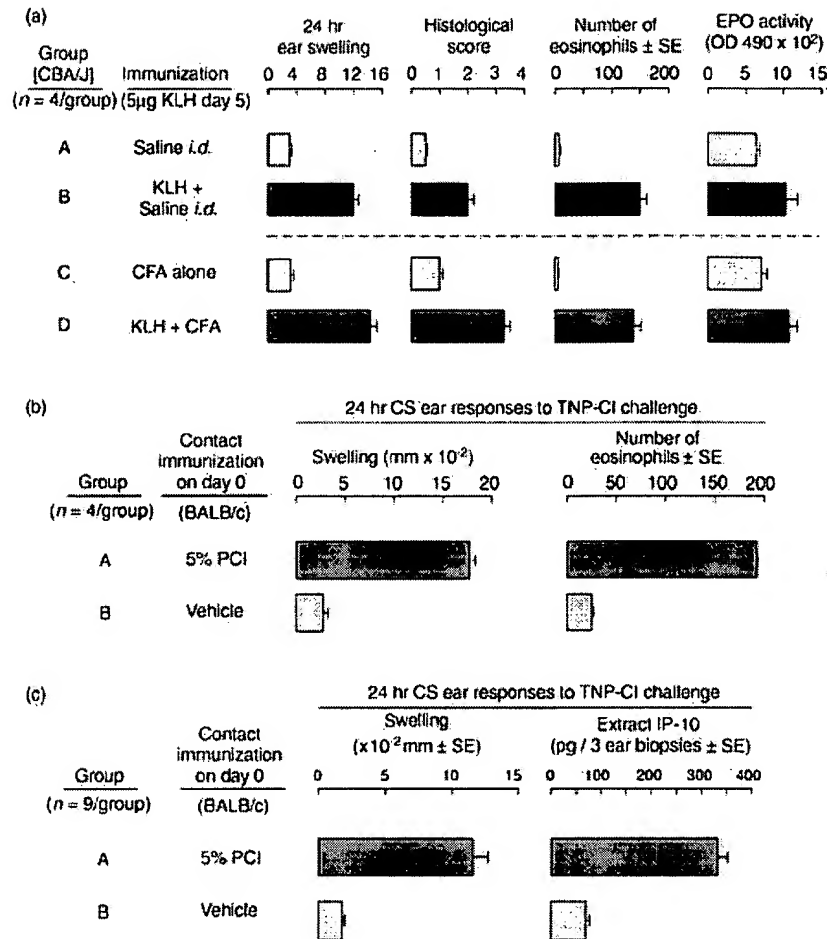 (a)
Group [CBA/J] (n = 4/group)
Immunization (5µg KLH day 5)
24 hr ear swelling
0 4 8 12 16
Histological score
0 1 2 3 4
Number of eosinophils ± SE
0 100 200
EPO activity (OD 490 x 10²)
0 5 10 15
A Saline i.d.
B KLH + Saline i.d.
C CFA alone
D KLH + CFA
(b)
24 hr CS ear responses to TNP-Cl challenge
Group (n = 4/group)
Contact immunization on day 0 (BALB/c)
Swelling (mm x 10⁻²)
0 5 10 15 20
Number of eosinophils ± SE
0 50 100 150 200
A 5% PCl
B Vehicle
(c)
24 hr CS ear responses to TNP-Cl challenge
Group (n = 9/group)
Contact immunization on day 0 (BALB/c)
Swelling (x10⁻² mm ± SE)
0 5 10 15
Extract IP-10 (pg / 3 ear biopsies ± SE)
0 100 200 300 400
A 5% PCl
B Vehicle